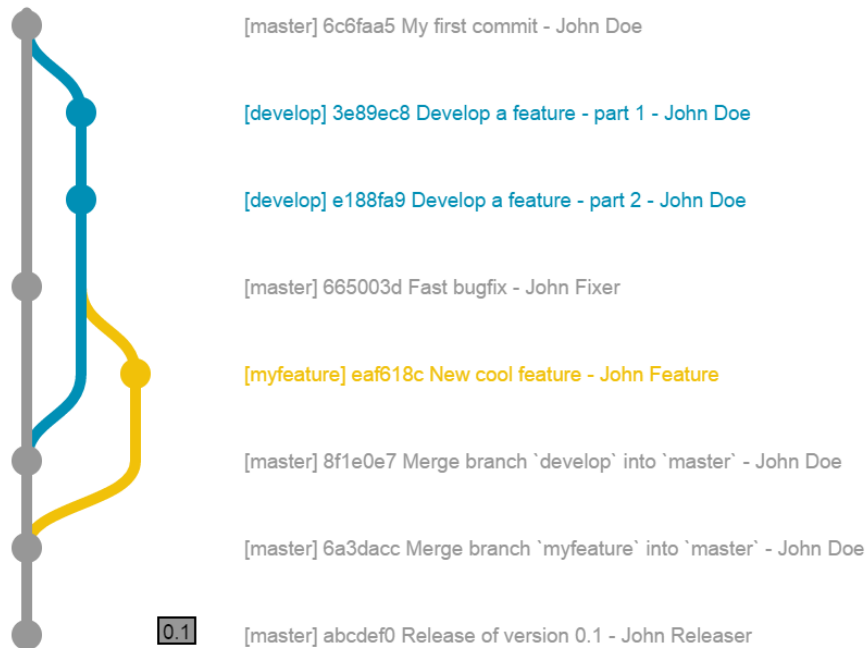 [master] 6c6faa5 My first commit - John Doe
[develop] 3e89ec8 Develop a feature - part 1 - John Doe
[develop] e188fa9 Develop a feature - part 2 - John Doe
[master] 665003d Fast bugfix - John Fixer
[myfeature] eaf618c New cool feature - John Feature
[master] 8f1e0e7 Merge branch `develop` into `master` - John Doe
[master] 6a3dacc Merge branch `myfeature` into `master` - John Doe
0.1 [master] abcdef0 Release of version 0.1 - John Releaser